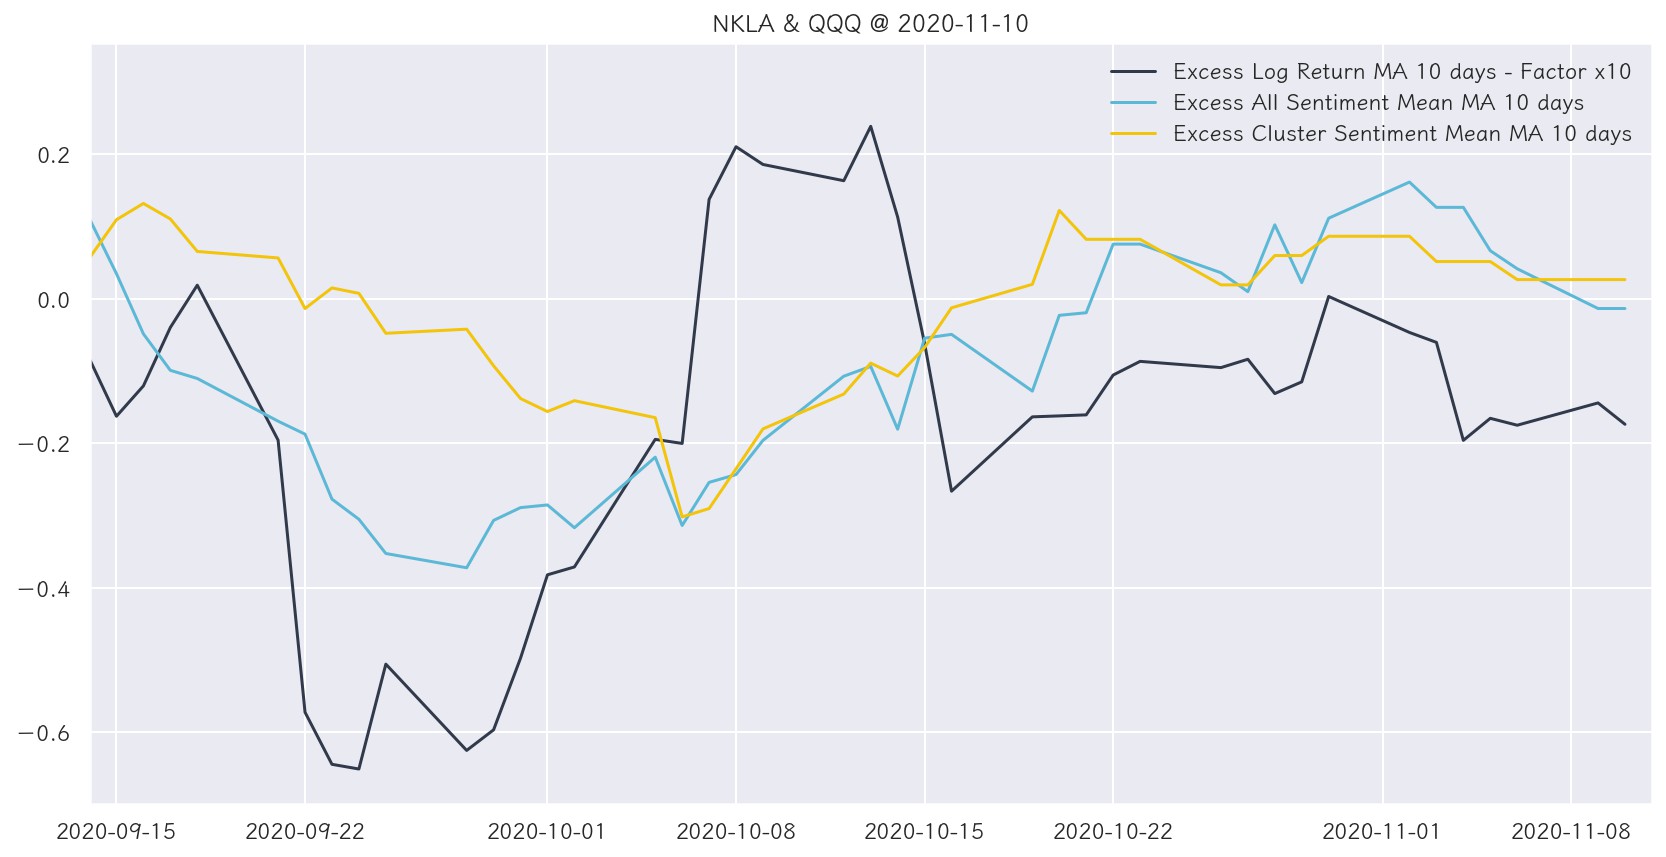 NKLA & QQQ @ 2020-11-10
Excess Log Return MA 10 days - Factor x10
Excess All Sentiment Mean MA 10 days
Excess Cluster Sentiment Mean MA 10 days
0.2
0.0
−0.2
−0.4
−0.6
2020-09-15 2020-09-22 2020-10-01 2020-10-08 2020-10-15 2020-10-22 2020-11-01 2020-11-08